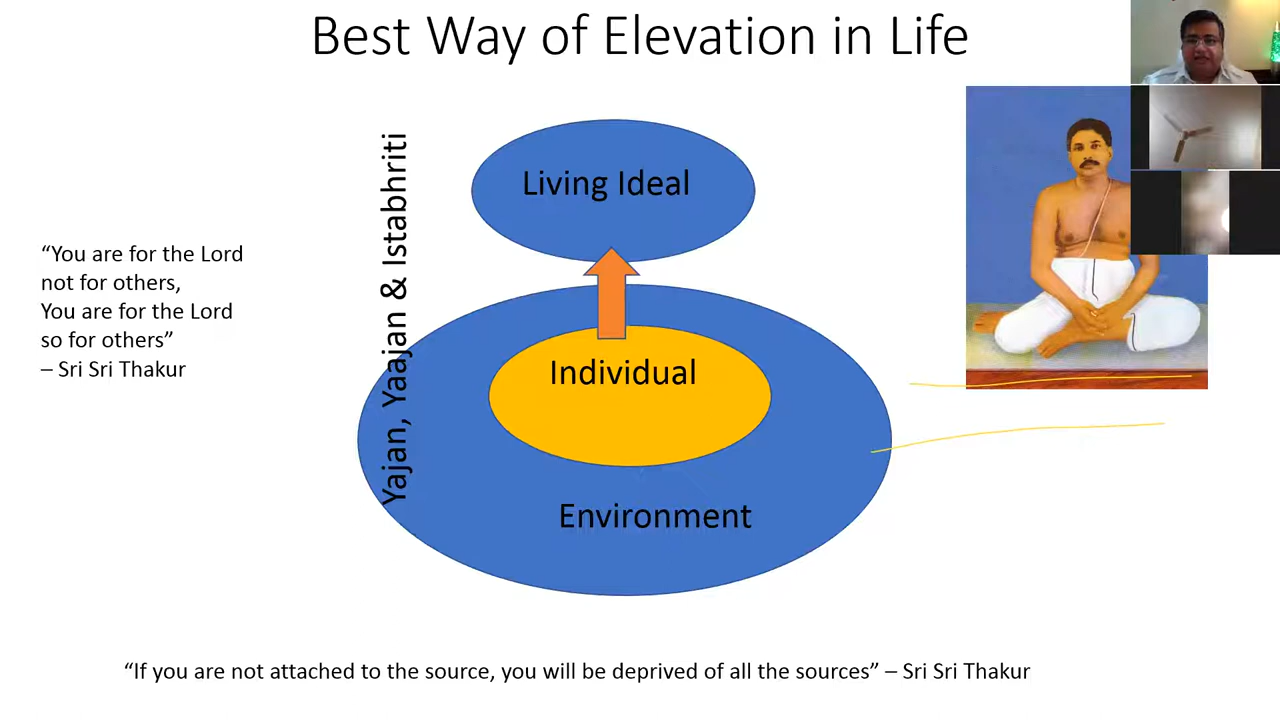 Best Way of Elevation in Life
Living Ideal
Yajan, Yaajan & Istabhriti
“You are for the Lord
not for others,
You are for the Lord
so for others”
– Sri Sri Thakur
Individual
Environment
“If you are not attached to the source, you will be deprived of all the sources” – Sri Sri Thakur